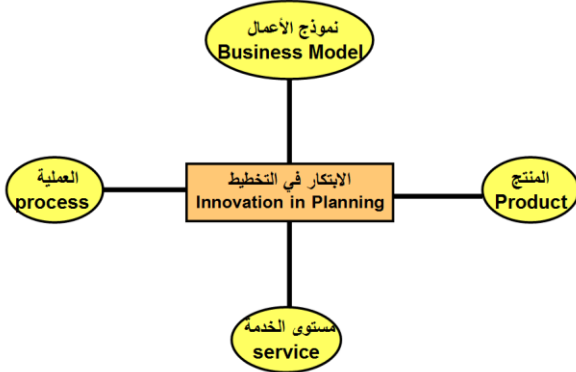 نموذج الأعمال
Business Model
العملية
process
الابتكار في التخطيط
Innovation in Planning
المنتج
Product
مستوى الخدمة
service